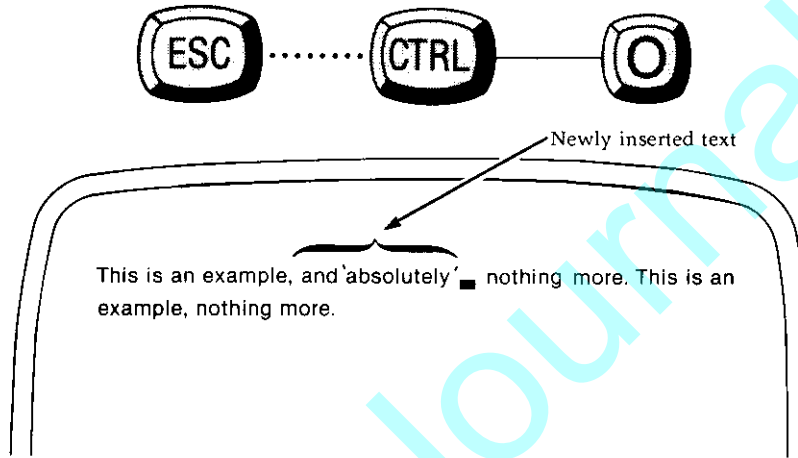 ESC CTRL O
Newly inserted text
This is an example, and 'absolutely' nothing more. This is an
example, nothing more.
Journal